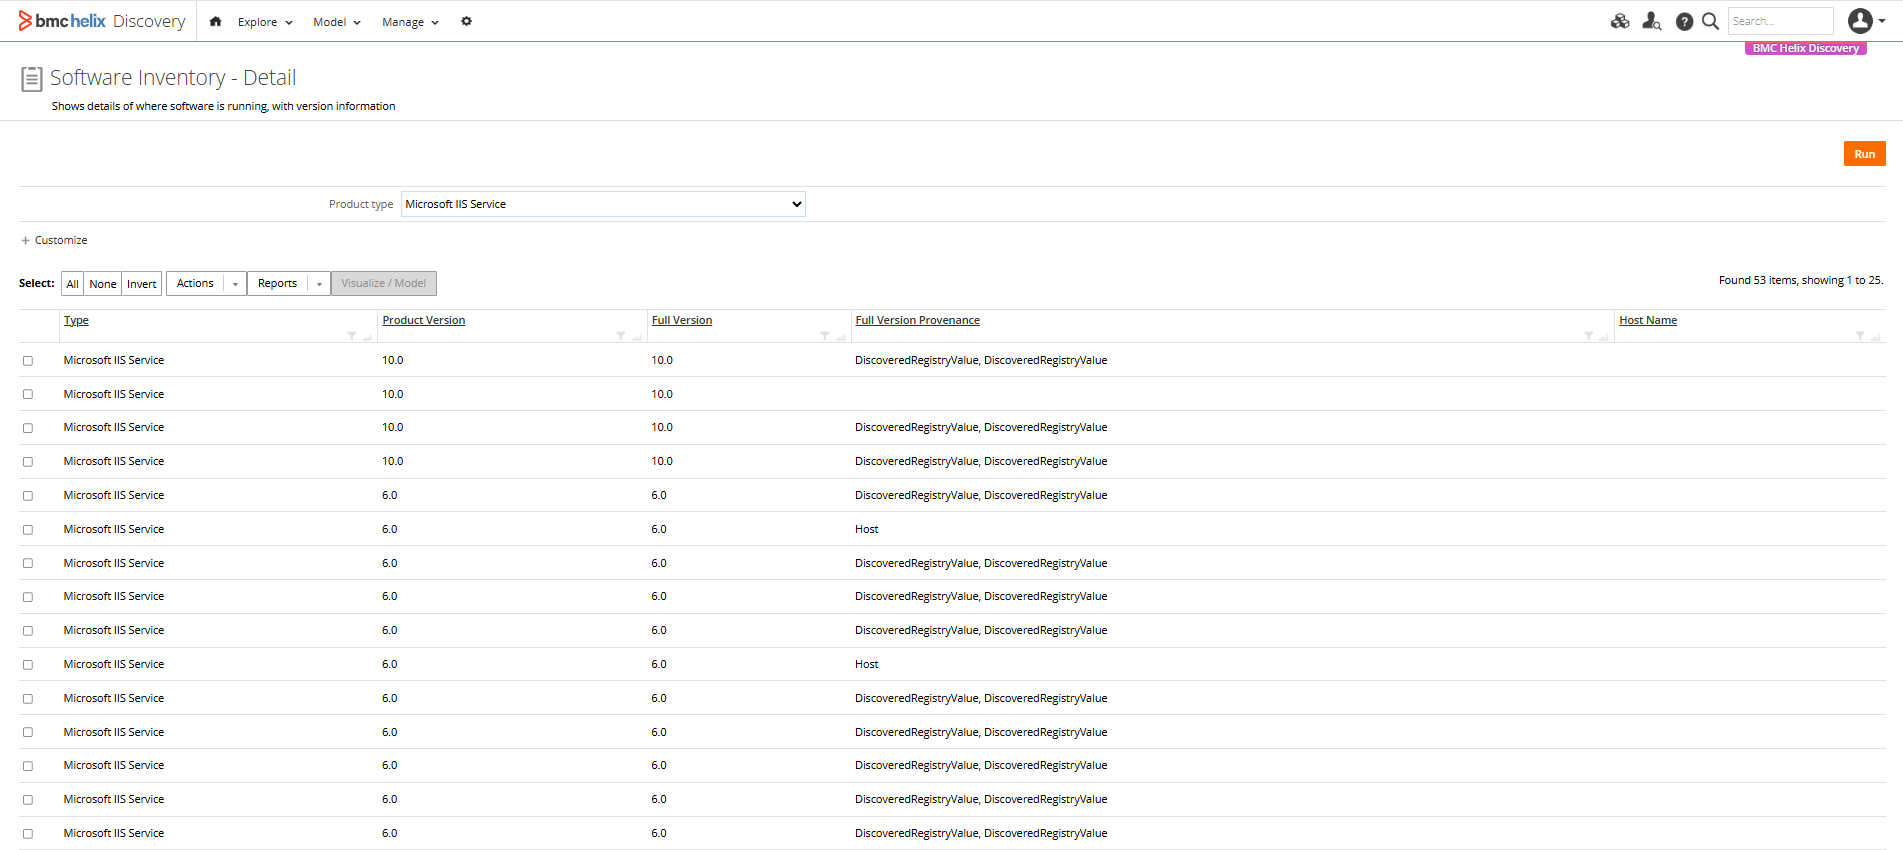 bmchelix Discovery Explore Model Manage Search...
BMC Helix Discovery
Software Inventory - Detail
Shows details of where software is running, with version information
Run
Product type Microsoft IIS Service
+ Customize
Select: All None Invert Actions Reports Visualize / Model Found 53 items, showing 1 to 25.
Type Product Version Full Version Full Version Provenance Host Name
Microsoft IIS Service 10.0 10.0 DiscoveredRegistryValue, DiscoveredRegistryValue
Microsoft IIS Service 10.0 10.0
Microsoft IIS Service 10.0 10.0 DiscoveredRegistryValue, DiscoveredRegistryValue
Microsoft IIS Service 10.0 10.0 DiscoveredRegistryValue, DiscoveredRegistryValue
Microsoft IIS Service 6.0 6.0 DiscoveredRegistryValue, DiscoveredRegistryValue
Microsoft IIS Service 6.0 6.0 Host
Microsoft IIS Service 6.0 6.0 DiscoveredRegistryValue, DiscoveredRegistryValue
Microsoft IIS Service 6.0 6.0 DiscoveredRegistryValue, DiscoveredRegistryValue
Microsoft IIS Service 6.0 6.0 DiscoveredRegistryValue, DiscoveredRegistryValue
Microsoft IIS Service 6.0 6.0 Host
Microsoft IIS Service 6.0 6.0 DiscoveredRegistryValue, DiscoveredRegistryValue
Microsoft IIS Service 6.0 6.0 DiscoveredRegistryValue, DiscoveredRegistryValue
Microsoft IIS Service 6.0 6.0 DiscoveredRegistryValue, DiscoveredRegistryValue
Microsoft IIS Service 6.0 6.0 DiscoveredRegistryValue, DiscoveredRegistryValue
Microsoft IIS Service 6.0 6.0 DiscoveredRegistryValue, DiscoveredRegistryValue